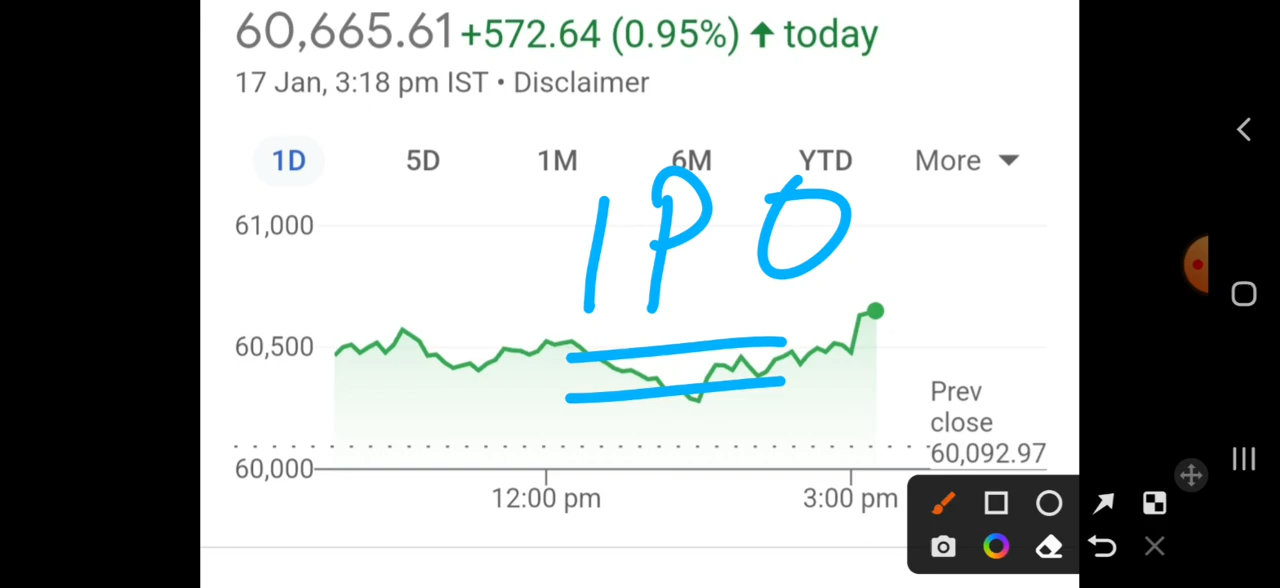 60,665.61 +572.64 (0.95%) ↑ today
17 Jan, 3:18 pm IST • Disclaimer
1D 5D 1M 6M YTD More
IPO
61,000
60,500
60,000
Prev
close
60,092.97
12:00 pm 3:00 pm